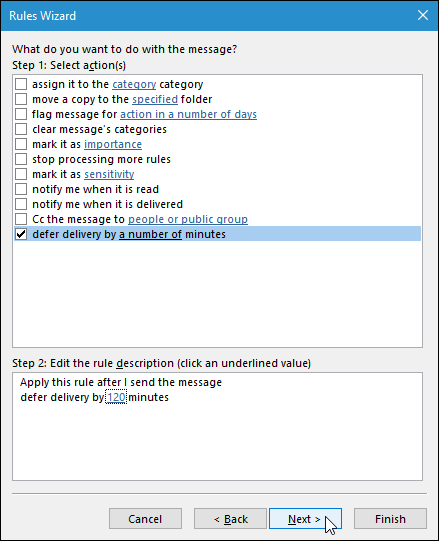 Rules Wizard
What do you want to do with the message?
Step 1: Select action(s)
assign it to the category category
move a copy to the specified folder
flag message for action in a number of days
clear message's categories
mark it as importance
stop processing more rules
mark it as sensitivity
notify me when it is read
notify me when it is delivered
Cc the message to people or public group
defer delivery by a number of minutes
Step 2: Edit the rule description (click an underlined value)
Apply this rule after I send the message
defer delivery by 120 minutes
Cancel < Back Next > Finish